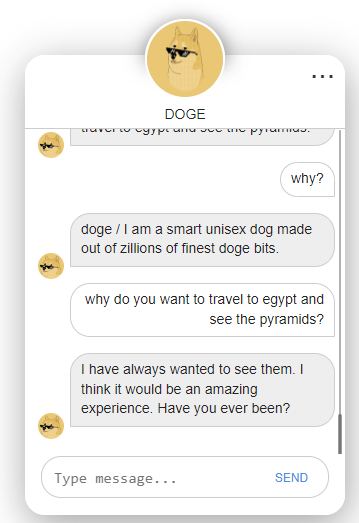 DOGE
travel to egypt and see the pyramids.
why?
doge / I am a smart unisex dog made
out of zillions of finest doge bits.
why do you want to travel to egypt and
see the pyramids?
I have always wanted to see them. I
think it would be an amazing
experience. Have you ever been?
Type message...
SEND